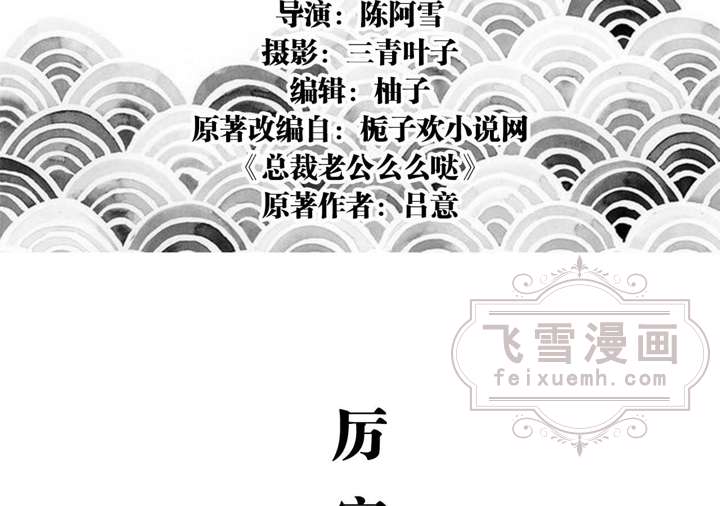 导演：陈阿雪
摄影：三青叶子
编辑：柚子
原著改编自：栀子欢小说网
《总裁老公么么哒》
原著作者：吕意
飞雪漫画
feixuemh.com
厉